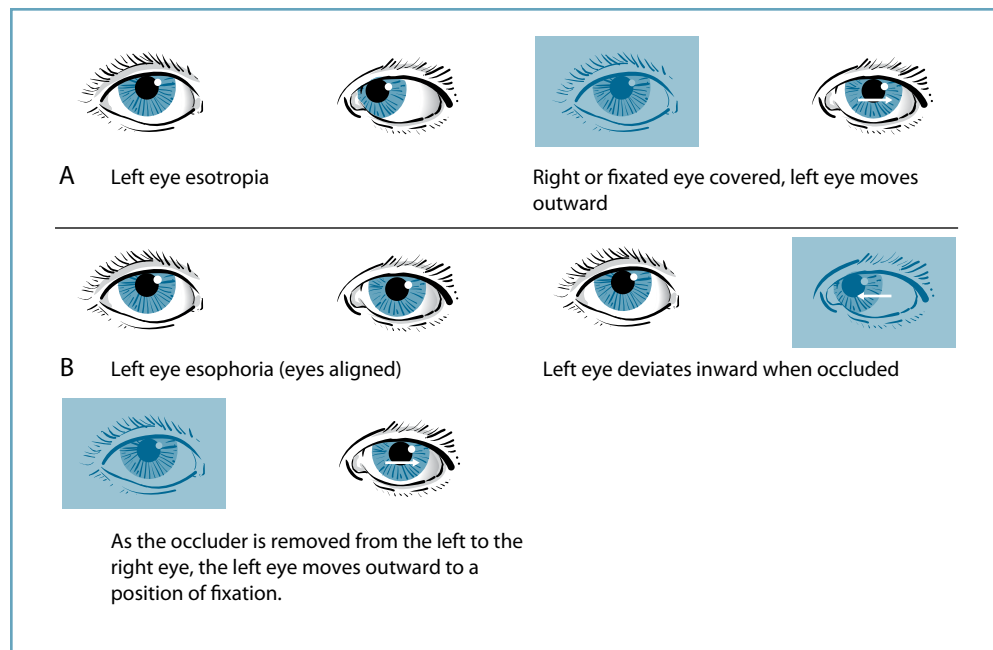 A Left eye esotropia
Right or fixated eye covered, left eye moves
outward
B Left eye esophoria (eyes aligned)
Left eye deviates inward when occluded
As the occluder is removed from the left to the
right eye, the left eye moves outward to a
position of fixation.